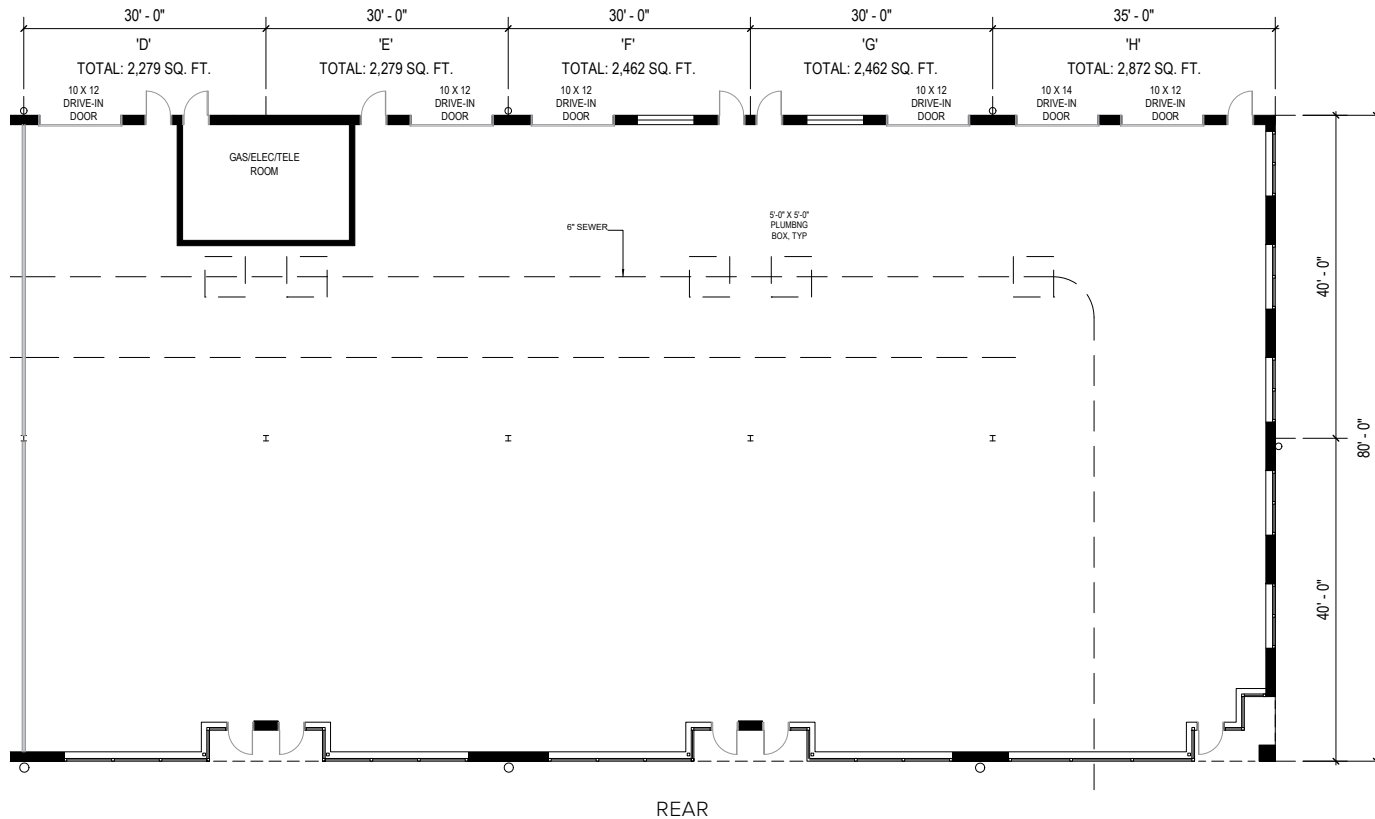 30' - 0"
30' - 0"
30' - 0"
30' - 0"
35' - 0"
'D'
'E'
'F'
'G'
'H'
TOTAL: 2,279 SQ. FT.
TOTAL: 2,279 SQ. FT.
TOTAL: 2,462 SQ. FT.
TOTAL: 2,462 SQ. FT.
TOTAL: 2,872 SQ. FT.
10 X 12
DRIVE-IN
DOOR
10 X 12
DRIVE-IN
DOOR
10 X 12
DRIVE-IN
DOOR
10 X 12
DRIVE-IN
DOOR
10 X 14
DRIVE-IN
DOOR
10 X 12
DRIVE-IN
DOOR
GAS/ELEC/TELE
ROOM
6" SEWER
5'-0" X 5'-0"
PLUMBNG
BOX, TYP
40' - 0"
80' - 0"
40' - 0"
REAR